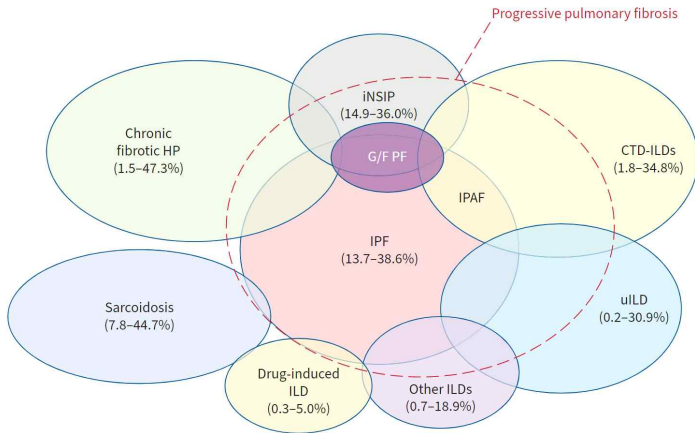 Progressive pulmonary fibrosis
iNSIP
(14.9–36.0%)
Chronic
fibrotic HP
(1.5–47.3%)
G/F PF
CTD-ILDs
(1.8–34.8%)
IPAF
IPF
(13.7–38.6%)
Sarcoidosis
(7.8–44.7%)
uILD
(0.2–30.9%)
Drug-induced
ILD
(0.3–5.0%)
Other ILDs
(0.7–18.9%)